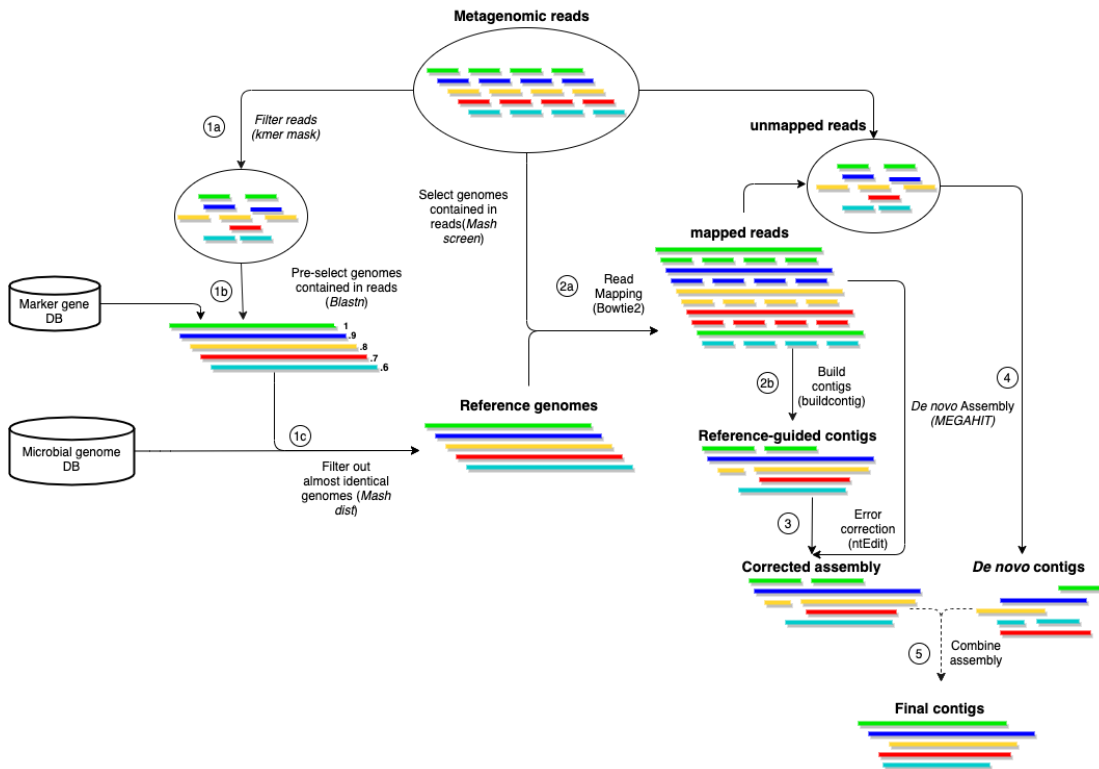 Metagenomic reads
1a
Filter reads
(kmer mask)
unmapped reads
Select genomes
contained in
reads(Mash
screen)
mapped reads
Marker gene
DB
1b
Pre-select genomes
contained in reads
(Blastn)
1
.9
.8
.7
.6
2a
Read
Mapping
(Bowtie2)
2b
Build
contigs
(buildcontig)
4
De novo Assembly
(MEGAHIT)
Microbial genome
DB
1c
Filter out
almost identical
genomes (Mash
dist)
Reference genomes
Reference-guided contigs
3
Error
correction
(ntEdit)
Corrected assembly
De novo contigs
5
Combine
assembly
Final contigs